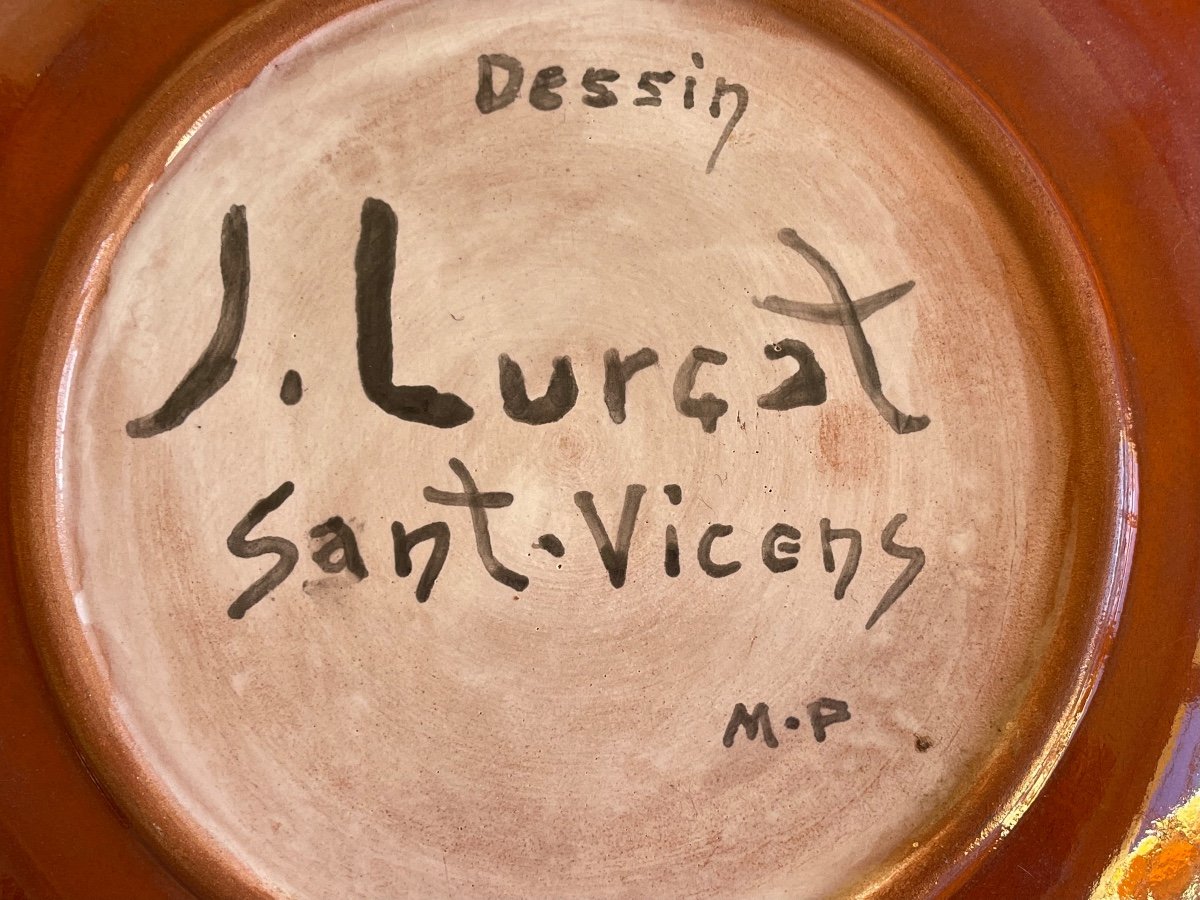 Dessin
J. Lurçat
Sant·Vicens
M·P